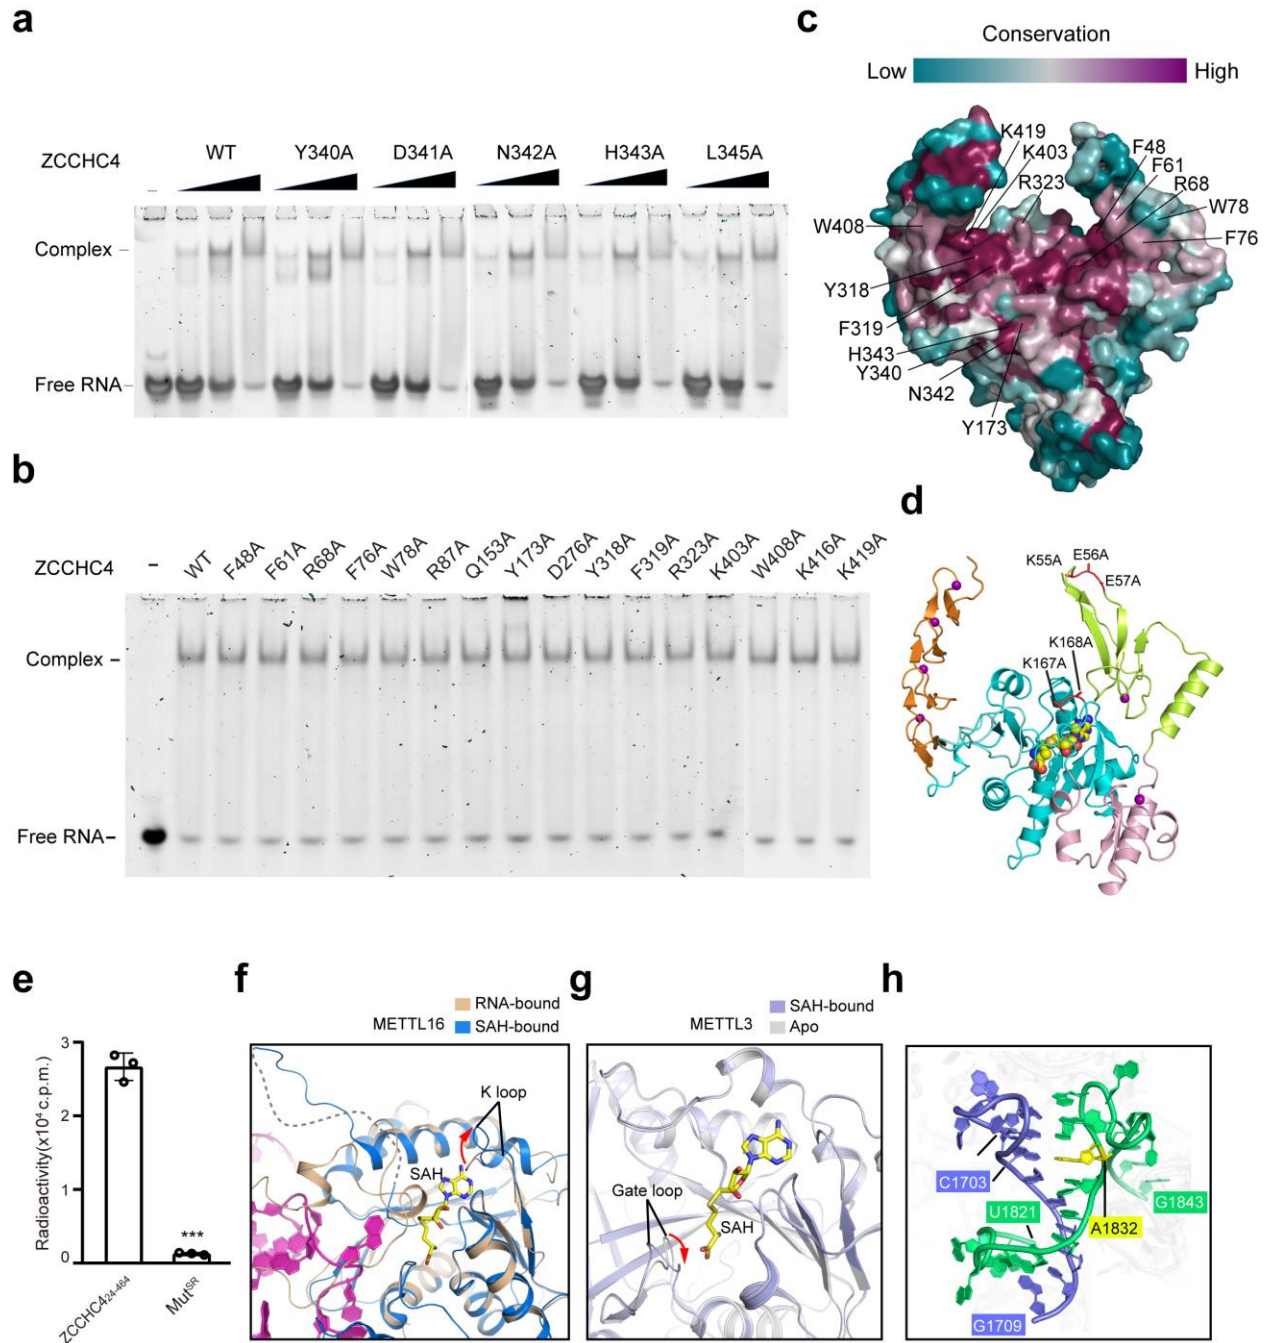 a
ZCCHC4
WT Y340A D341A N342A H343A L345A
–
Complex
Free RNA
b
ZCCHC4
–
WT F48A F61A R68A F76A W78A R87A Q153A Y173A D276A Y318A F319A R323A K403A W408A K416A K419A
Complex
Free RNA
c
Conservation
Low High
K419
K403
R323
F48
F61
R68
W78
F76
W408
Y318
F319
H343
Y340
N342
Y173
d
K55A
E56A
E57A
K168A
K167A
e
Radioactivity(x10⁴ c.p.m.)
3
2
1
0
***
ZCCHC4₂₄₋₄₆₄
Mutˢᴿ
f
METTL16
RNA-bound
SAH-bound
K loop
SAH
g
METTL3
SAH-bound
Apo
Gate loop
SAH
h
C1703
U1821
G1843
A1832
G1709